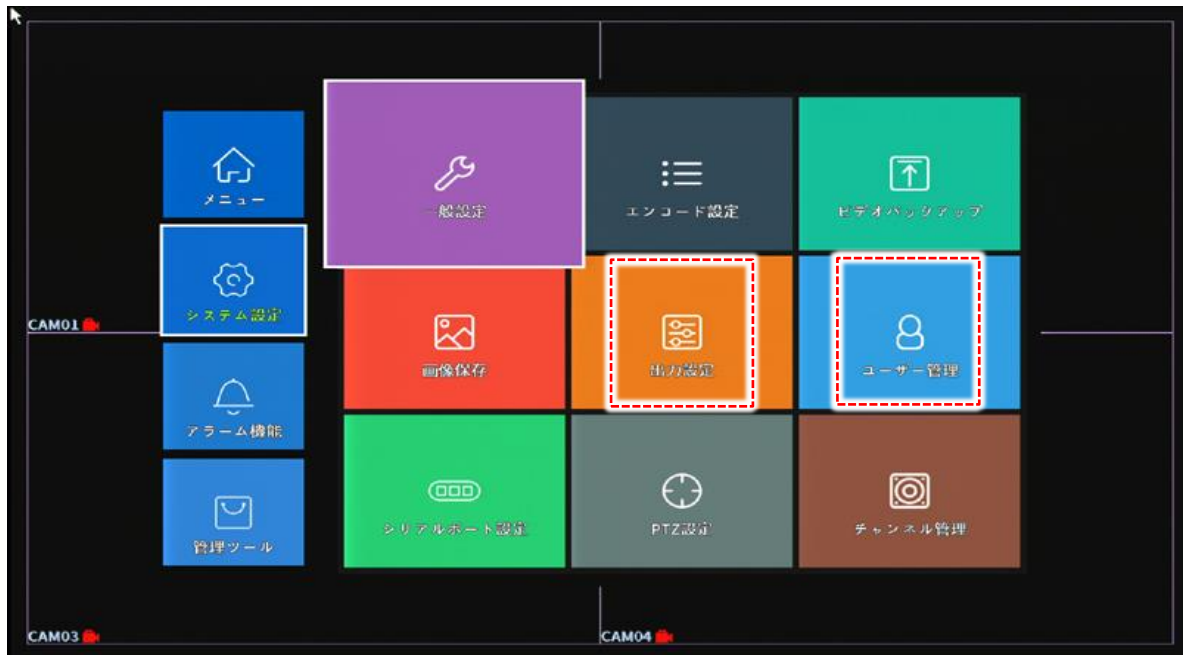 メニュー
一般設定
エンコード設定
ビデオバックアップ
システム設定
CAM01
画像保存
出力設定
ユーザー管理
アラーム機能
シリアルポート設定
PTZ設定
チャンネル管理
管理ツール
CAM03
CAM04